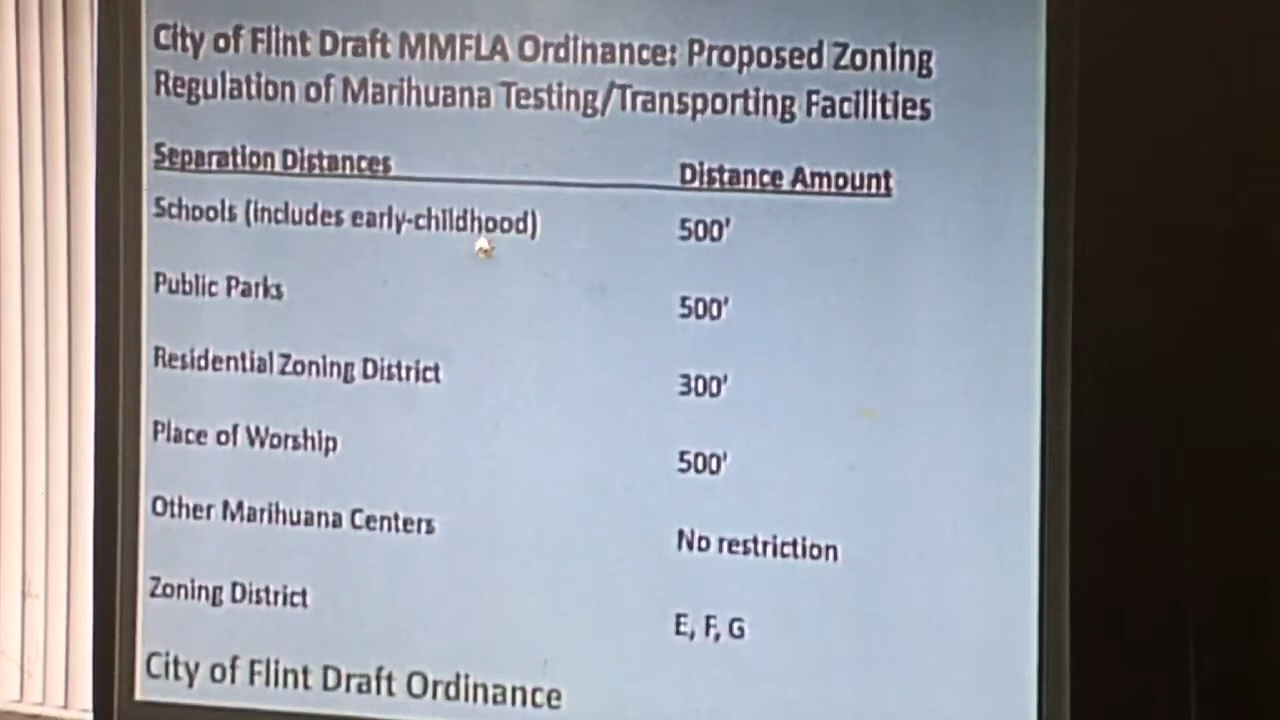 City of Flint Draft MMFLA Ordinance: Proposed Zoning
Regulation of Marihuana Testing/Transporting Facilities
Separation Distances Distance Amount
Schools (includes early-childhood) 500'
Public Parks 500'
Residential Zoning District 300'
Place of Worship 500'
Other Marihuana Centers No restriction
Zoning District E, F, G
City of Flint Draft Ordinance